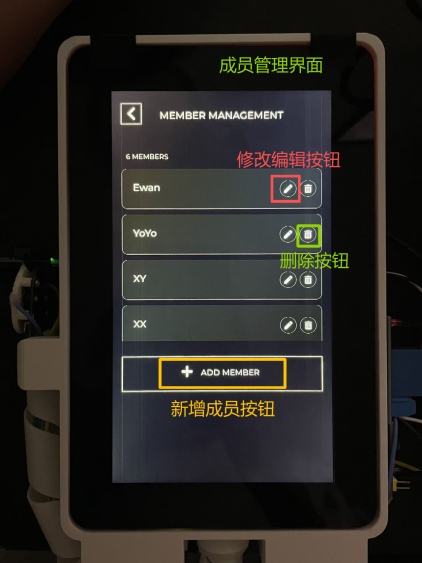 成员管理界面
MEMBER MANAGEMENT
6 MEMBERS
修改编辑按钮
Ewan
YoYo
删除按钮
XY
XX
ADD MEMBER
新增成员按钮